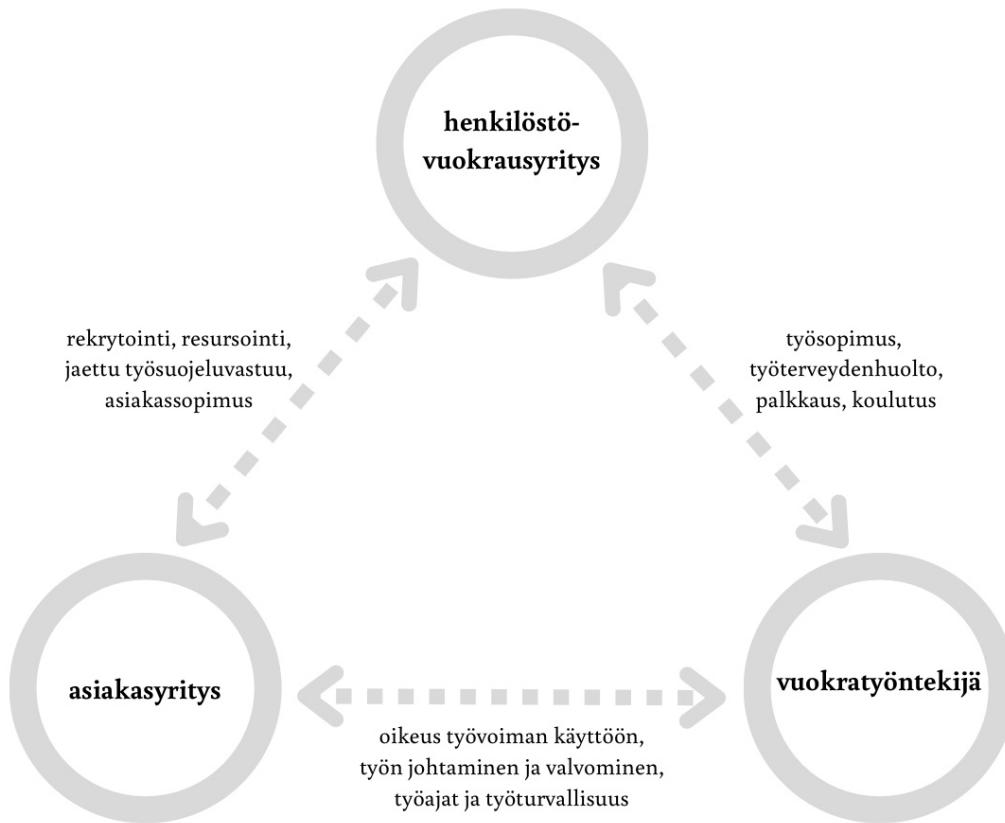 henkilöstö-
vuokrausyritys
rekrytointi, resursointi,
jaettu työsuojeluvastuu,
asiakassopimus
työsopimus,
työterveydenhuolto,
palkkaus, koulutus
asiakasyritys
vuokratyöntekijä
oikeus työvoiman käyttöön,
työn johtaminen ja valvominen,
työajat ja työturvallisuus